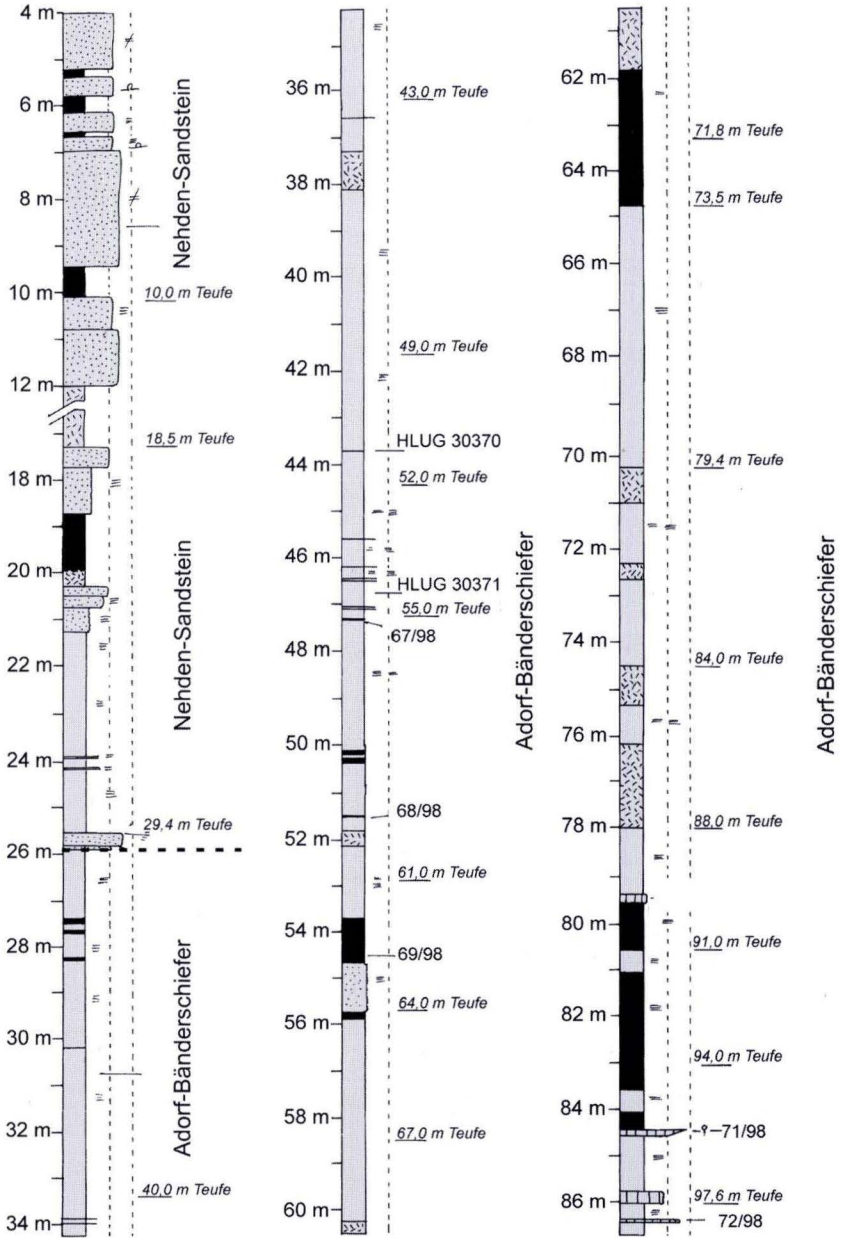 4 m
6 m
8 m
10 m
12 m
18 m
20 m
22 m
24 m
26 m
28 m
30 m
32 m
34 m
10,0 m Teufe
18,5 m Teufe
29,4 m Teufe
40,0 m Teufe
Nehden-Sandstein
Nehden-Sandstein
Adorf-Bänderschiefer
36 m
38 m
40 m
42 m
44 m
46 m
48 m
50 m
52 m
54 m
56 m
58 m
60 m
43,0 m Teufe
49,0 m Teufe
HLUG 30370
52,0 m Teufe
HLUG 30371
55,0 m Teufe
67/98
68/98
61,0 m Teufe
69/98
64,0 m Teufe
67,0 m Teufe
Adorf-Bänderschiefer
62 m
64 m
66 m
68 m
70 m
72 m
74 m
76 m
78 m
80 m
82 m
84 m
86 m
71,8 m Teufe
73,5 m Teufe
79,4 m Teufe
84,0 m Teufe
88,0 m Teufe
91,0 m Teufe
94,0 m Teufe
71/98
97,6 m Teufe
72/98
Adorf-Bänderschiefer